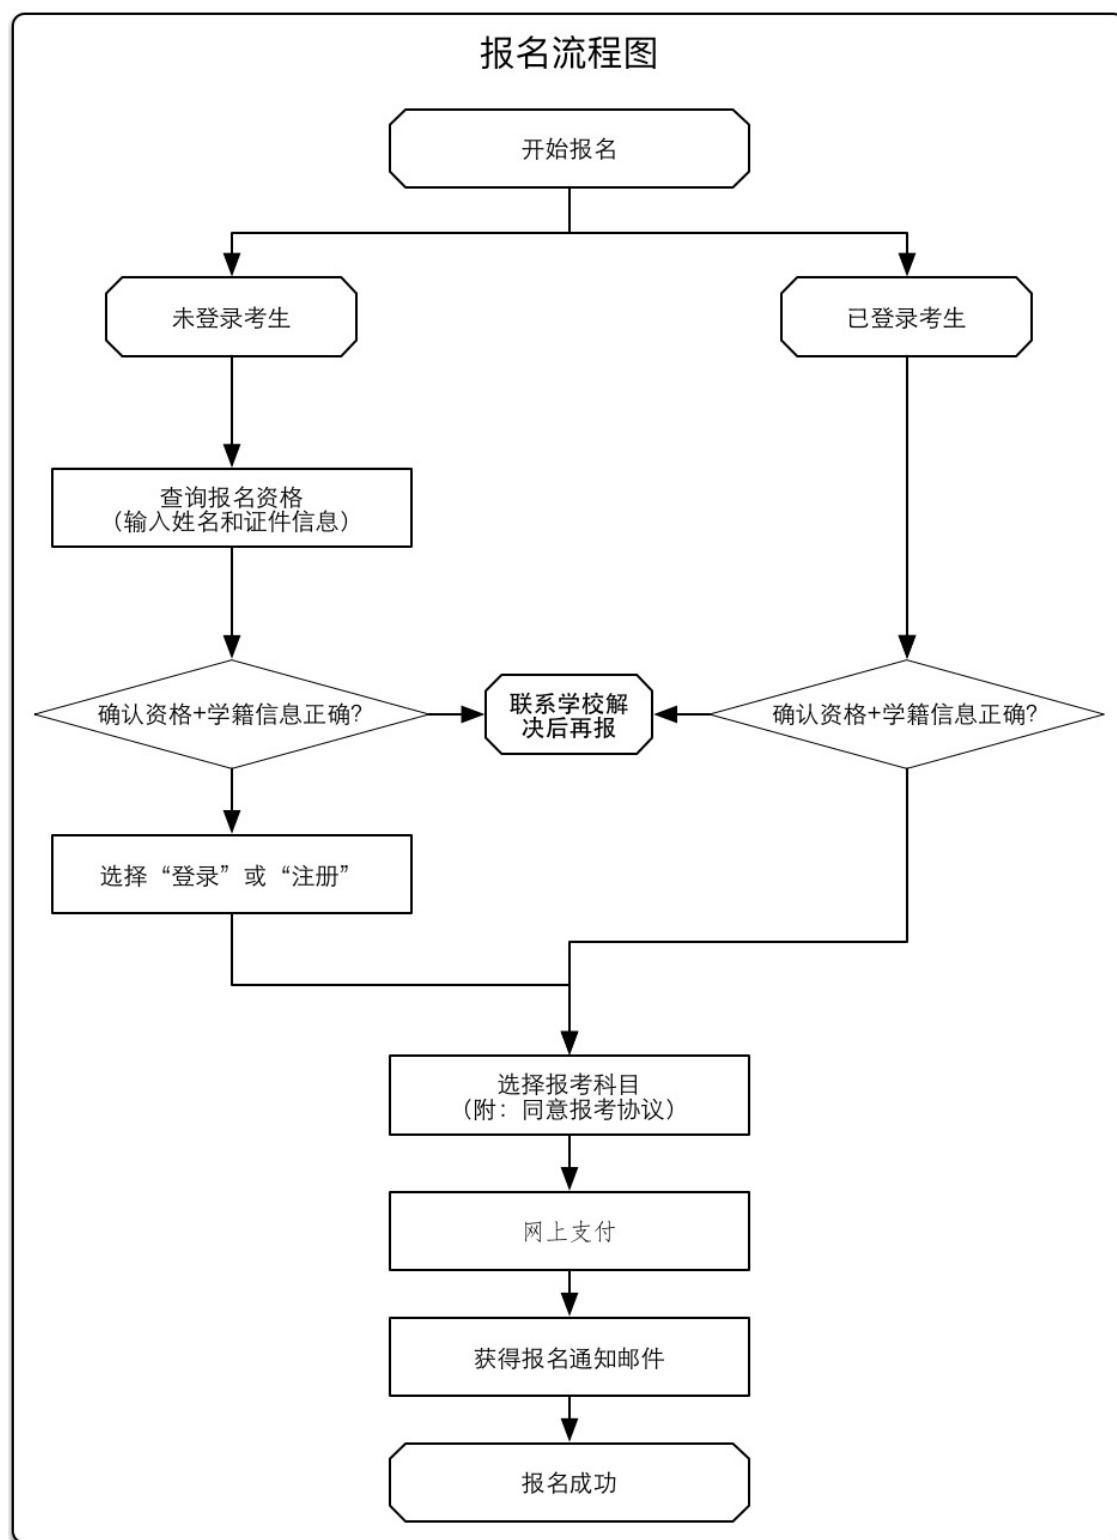 报名流程图
开始报名
未登录考生
已登录考生
查询报名资格
（输入姓名和证件信息）
确认资格+学籍信息正确?
联系学校解
决后再报
确认资格+学籍信息正确?
选择“登录”或“注册”
选择报考科目
（附：同意报考协议）
网上支付
获得报名通知邮件
报名成功